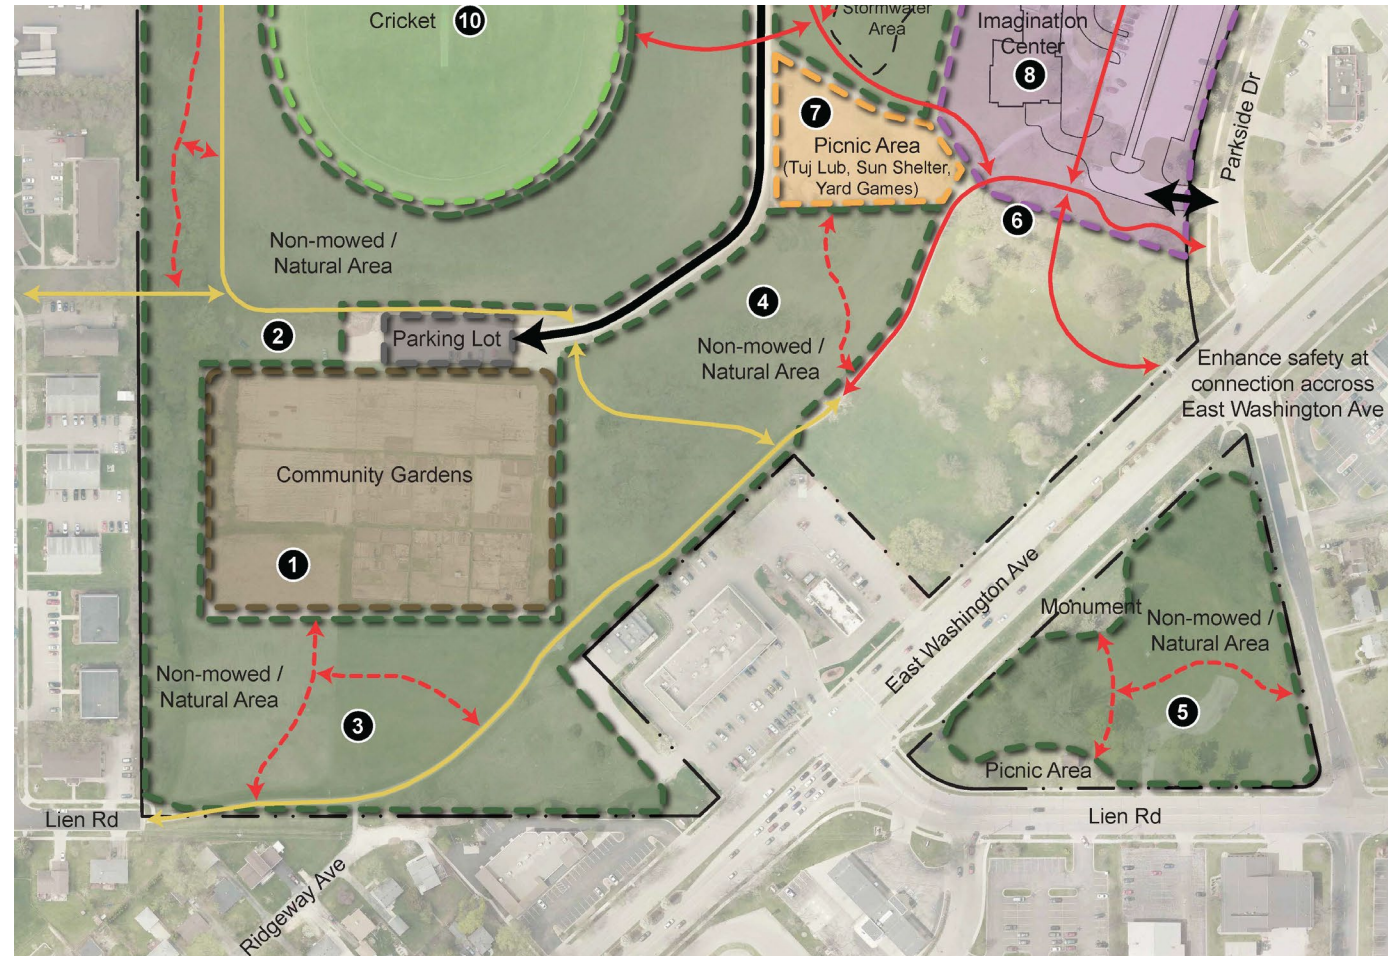 Cricket
10
Stormwater
Area
Imagination
Center
8
Parkside Dr
7
Picnic Area
(Tuj Lub, Sun Shelter,
Yard Games)
6
Non-mowed /
Natural Area
4
2
Parking Lot
Non-mowed /
Natural Area
Enhance safety at
connection accross
East Washington Ave
Community Gardens
1
East Washington Ave
Monument
Non-mowed /
Natural Area
5
Non-mowed /
Natural Area
3
Picnic Area
Lien Rd
Lien Rd
Ridgeway Ave